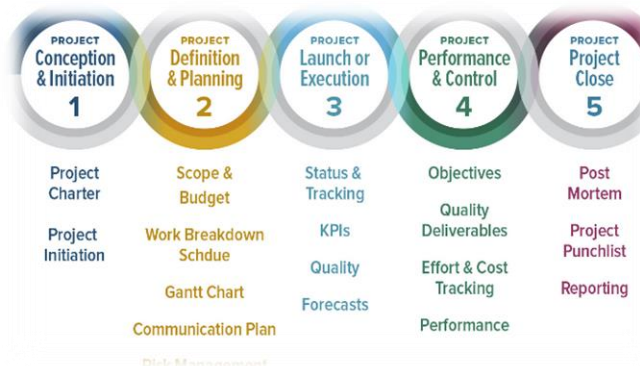 PROJECT
Conception
& Initiation
1
PROJECT
Definition
& Planning
2
PROJECT
Launch or
Execution
3
PROJECT
Performance
& Control
4
PROJECT
Project
Close
5
Project
Charter
Project
Initiation
Scope &
Budget
Work Breakdown
Schdue
Gantt Chart
Communication Plan
Risk Management
Status &
Tracking
KPIs
Quality
Forecasts
Objectives
Quality
Deliverables
Effort & Cost
Tracking
Performance
Post
Mortem
Project
Punchlist
Reporting